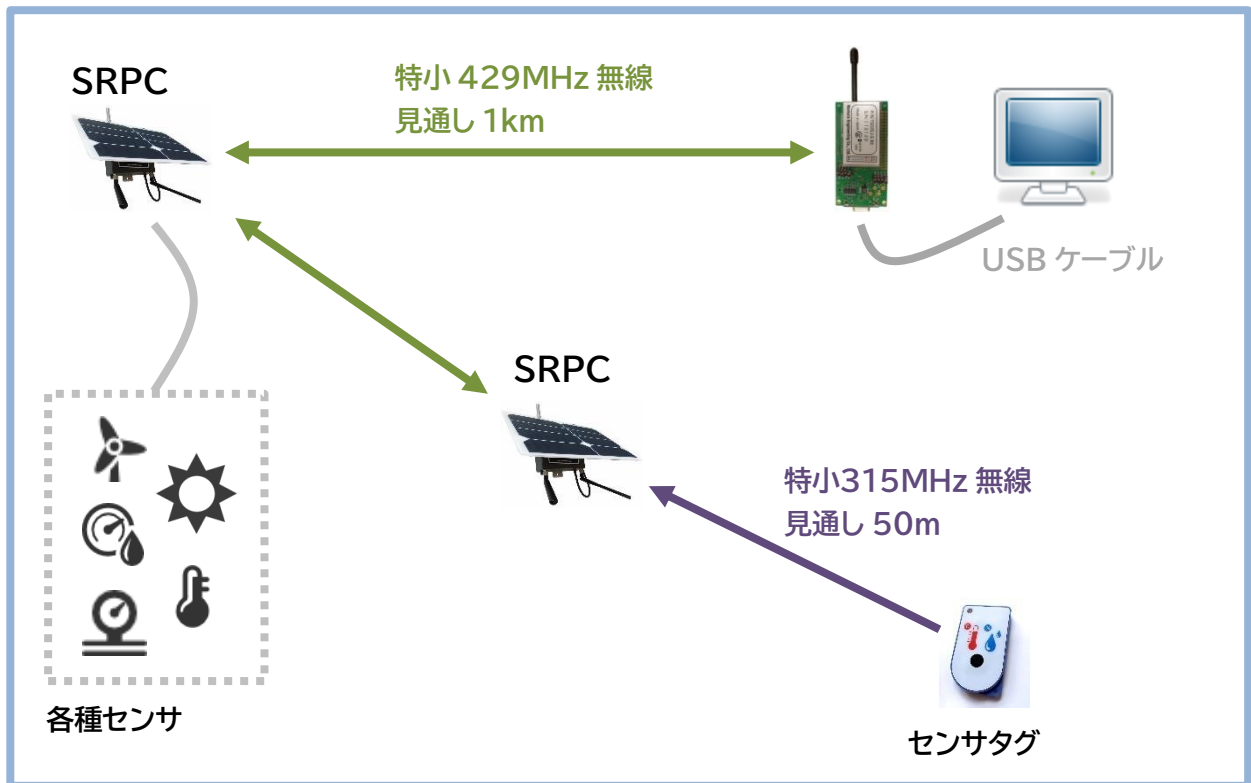 SRPC
特小 429MHz 無線
見通し 1km
USB ケーブル
SRPC
特小315MHz 無線
見通し 50m
各種センサ
センサタグ